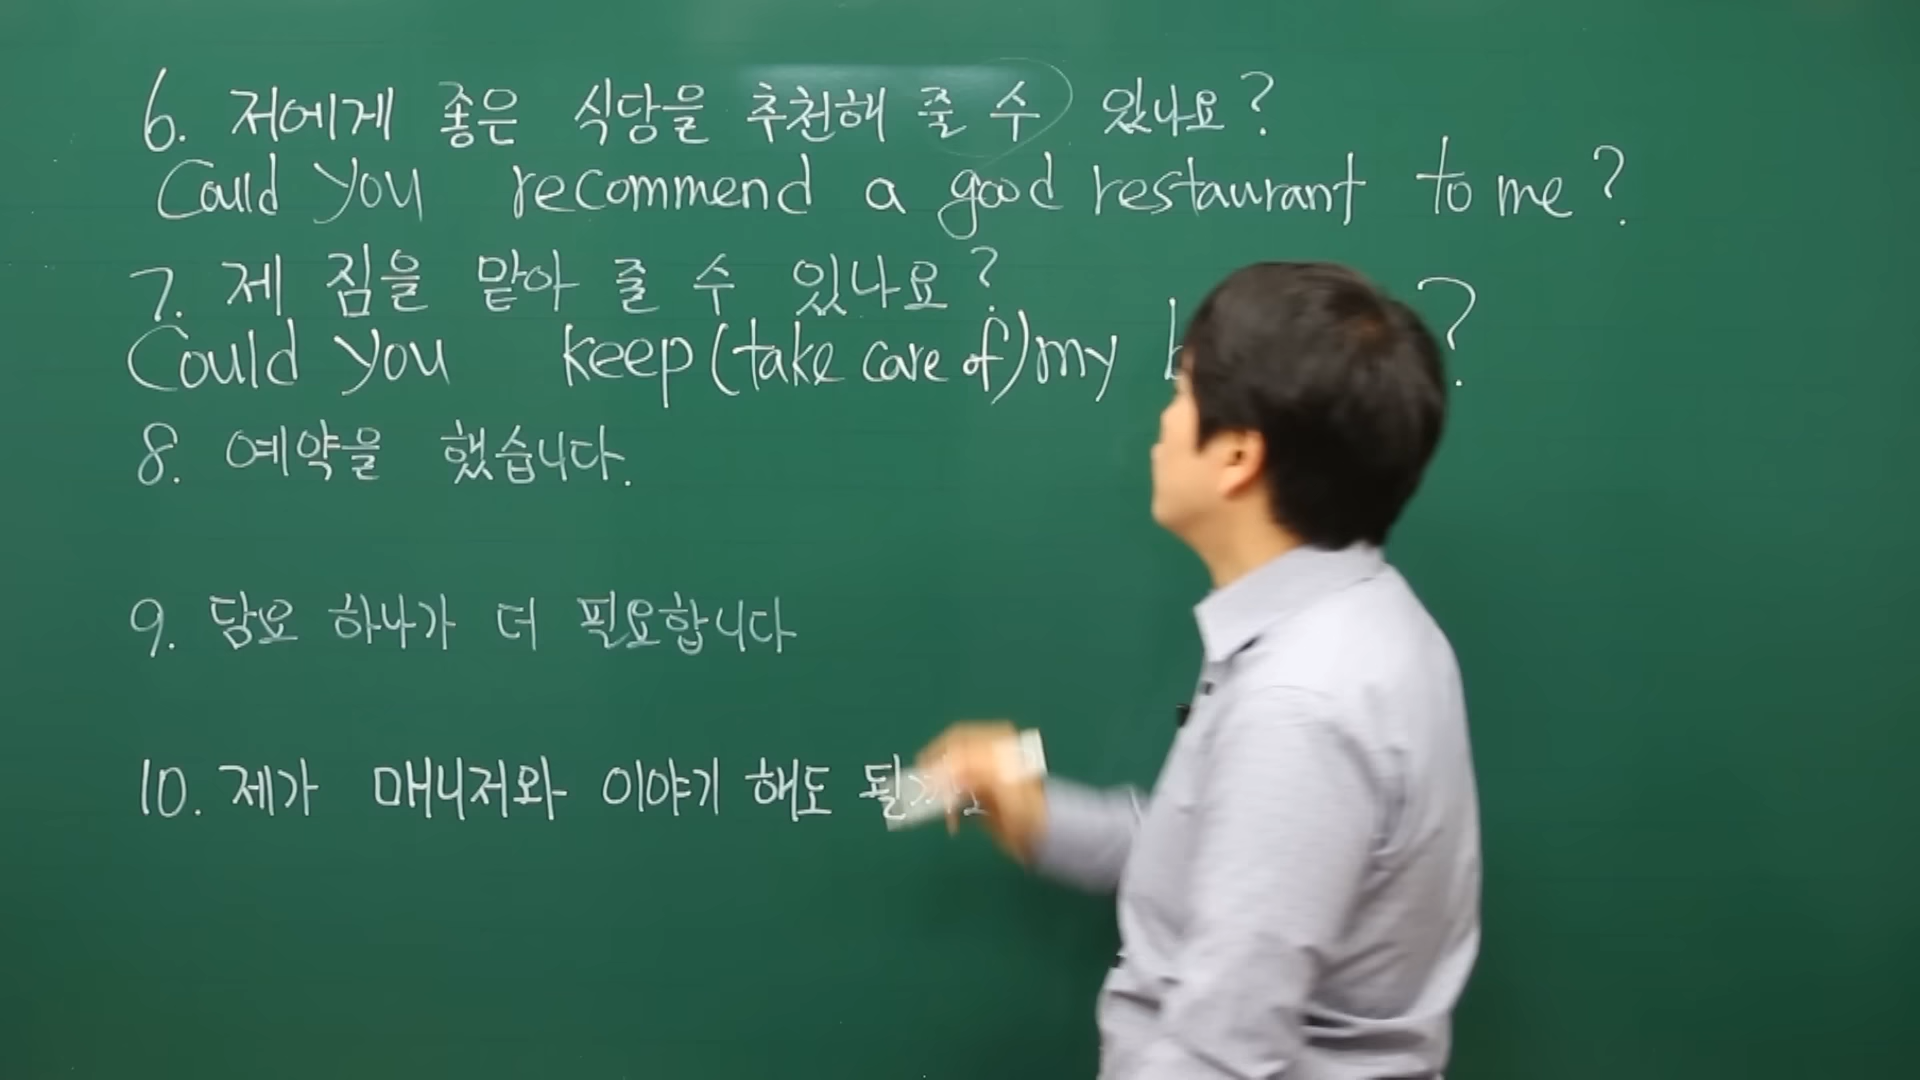 6. 저에게 좋은 식당을 추천해 줄 수 있나요?
Could you recommend a good restaurant to me?
7. 제 짐을 맡아 줄 수 있나요?
Could you keep (take care of) my ?
8. 예약을 했습니다.
9. 담요 하나가 더 필요합니다
10. 제가 매니저와 이야기 해도